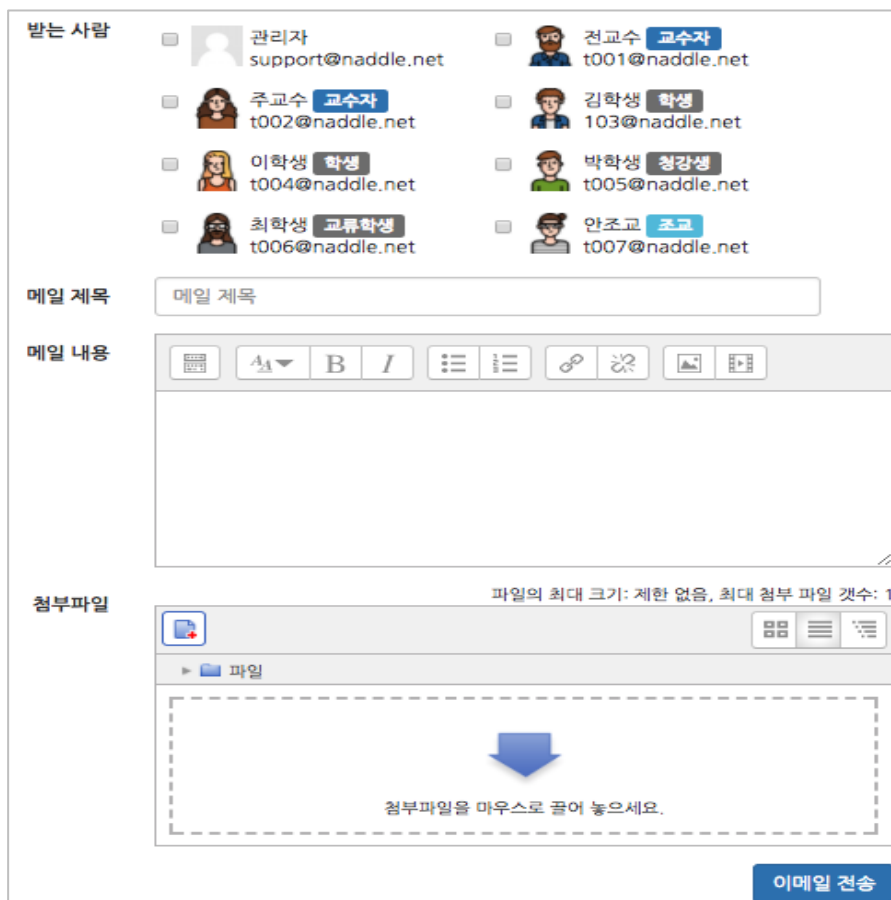 받는 사람
관리자
support@naddle.net
전교수 교수자
t001@naddle.net
주교수 교수자
t002@naddle.net
김학생 학생
103@naddle.net
이학생 학생
t004@naddle.net
박학생 청강생
t005@naddle.net
최학생 교류학생
t006@naddle.net
안조교 조교
t007@naddle.net
메일 제목
메일 제목
메일 내용
B I
첨부파일
파일의 최대 크기: 제한 없음, 최대 첨부 파일 갯수: 1
파일
첨부파일을 마우스로 끌어 놓으세요.
이메일 전송